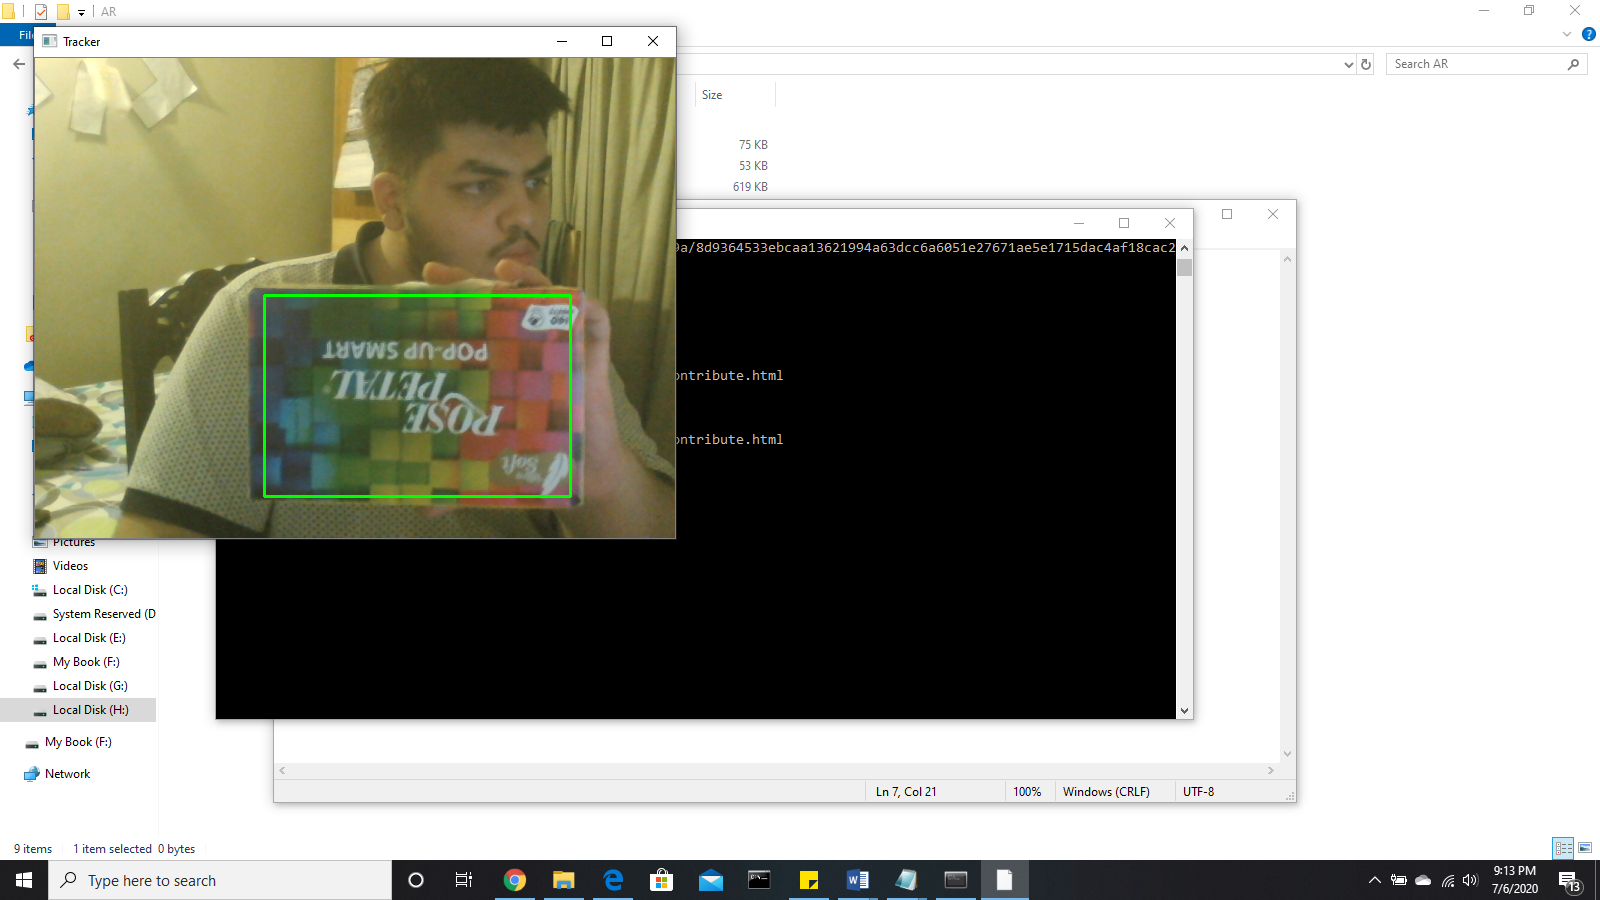 AR
File
Tracker
Search AR
Size
75 KB
53 KB
619 KB
9a/8d9364533ebcaa13621994a63dcc6a6051e27671ae5e1715dac4af18cac2
ontribute.html
ontribute.html
POP-UP SMART
PETAL
ROSE
Soft
Pictures
Videos
Local Disk (C:)
System Reserved (D
Local Disk (E:)
My Book (F:)
Local Disk (G:)
Local Disk (H:)
My Book (F:)
Network
Ln 7, Col 21
100%
Windows (CRLF)
UTF-8
9 items
1 item selected 0 bytes
Type here to search
9:13 PM
7/6/2020
13